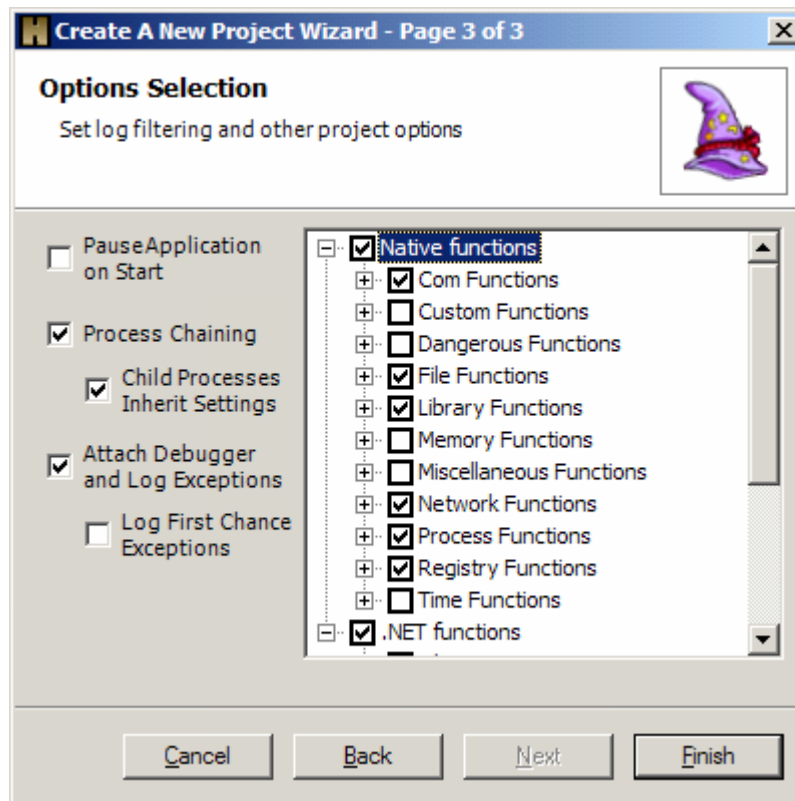 Create A New Project Wizard - Page 3 of 3
Options Selection
Set log filtering and other project options
Pause Application
on Start
Process Chaining
Child Processes
Inherit Settings
Attach Debugger
and Log Exceptions
Log First Chance
Exceptions
Native functions
Com Functions
Custom Functions
Dangerous Functions
File Functions
Library Functions
Memory Functions
Miscellaneous Functions
Network Functions
Process Functions
Registry Functions
Time Functions
.NET functions
Cancel
Back
Next
Finish